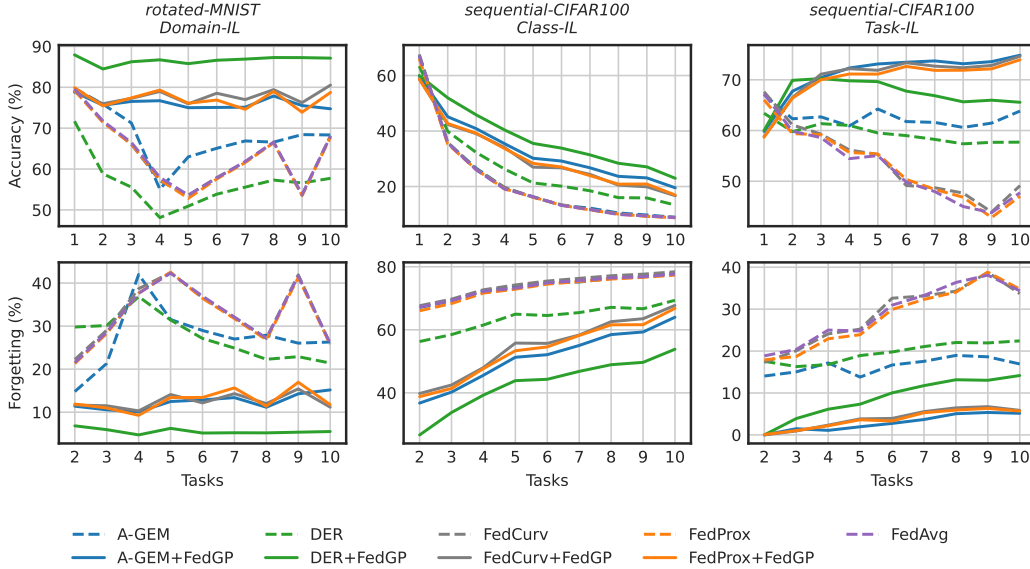 rotated-MNIST
Domain-IL
sequential-CIFAR100
Class-IL
sequential-CIFAR100
Task-IL
Accuracy (%)
90
80
70
60
50
1 2 3 4 5 6 7 8 9 10
60
40
20
1 2 3 4 5 6 7 8 9 10
70
60
50
1 2 3 4 5 6 7 8 9 10
Forgetting (%)
40
30
20
10
2 3 4 5 6 7 8 9 10
Tasks
80
60
40
2 3 4 5 6 7 8 9 10
Tasks
40
30
20
10
0
2 3 4 5 6 7 8 9 10
Tasks
A-GEM DER FedCurv FedProx FedAvg
A-GEM+FedGP DER+FedGP FedCurv+FedGP FedProx+FedGP